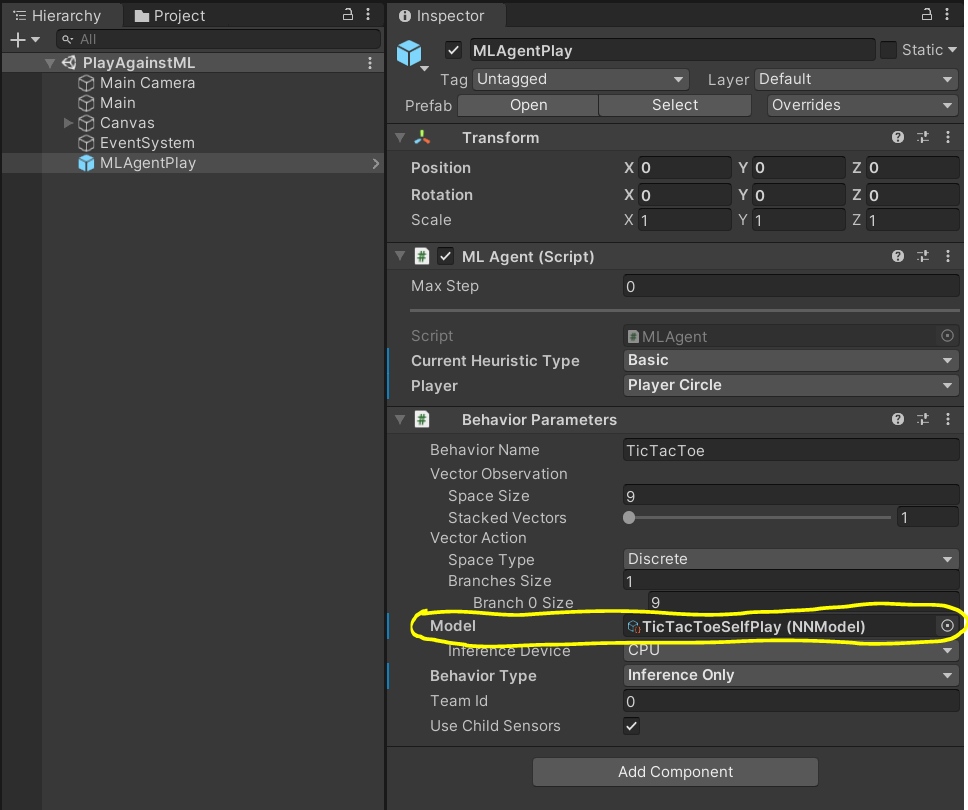 Hierarchy
Project
All
PlayAgainstML
Main Camera
Main
Canvas
EventSystem
MLAgentPlay
Inspector
MLAgentPlay
Static
Tag Untagged Layer Default
Prefab Open Select Overrides
Transform
Position X 0 Y 0 Z 0
Rotation X 0 Y 0 Z 0
Scale X 1 Y 1 Z 1
# ML Agent (Script)
Max Step 0
Script # MLAgent
Current Heuristic Type Basic
Player Player Circle
# Behavior Parameters
Behavior Name TicTacToe
Vector Observation
Space Size 9
Stacked Vectors 1
Vector Action
Space Type Discrete
Branches Size 1
Branch 0 Size 9
Model TicTacToeSelfPlay (NNModel)
Inference Device CPU
Behavior Type Inference Only
Team Id 0
Use Child Sensors
Add Component